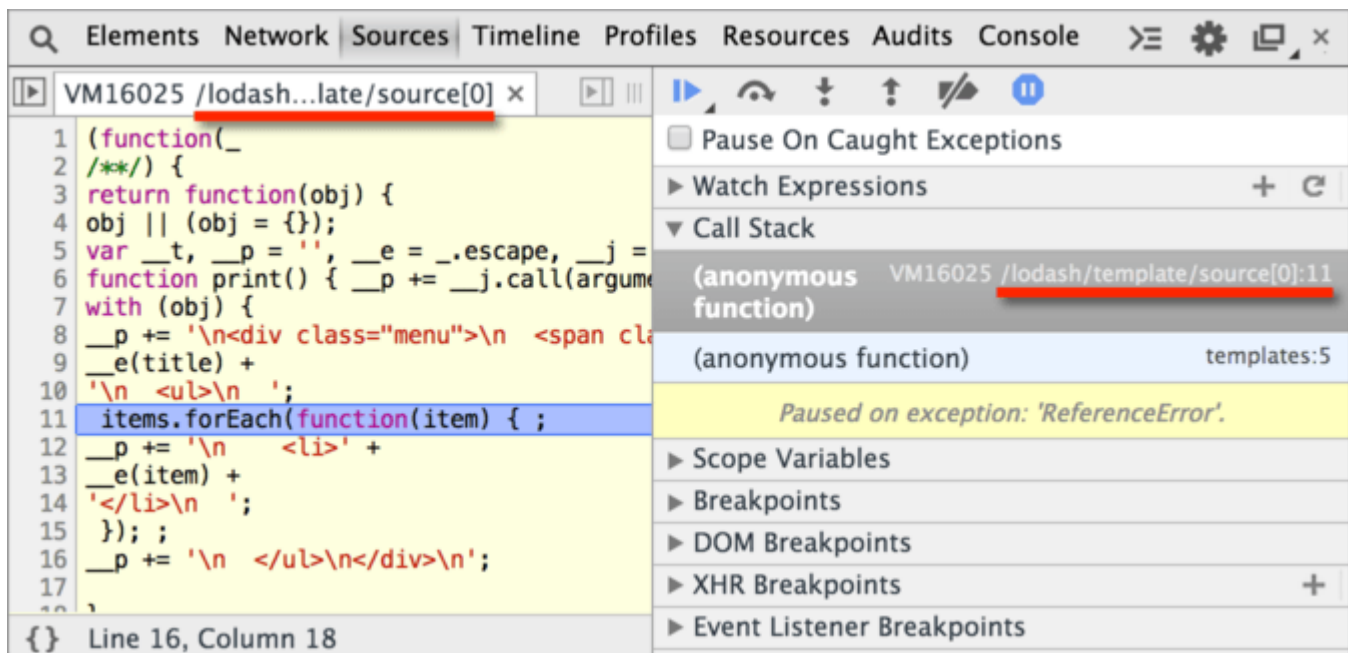 Elements Network Sources Timeline Profiles Resources Audits Console
VM16025 /lodash...late/source[0] ×
1 (function(_
2 /**/) {
3 return function(obj) {
4 obj || (obj = {});
5 var __t, __p = '', __e = _.escape, __j =
6 function print() { __p += __j.call(argume
7 with (obj) {
8 __p += '\n<div class="menu">\n  <span cla
9 __e(title) +
10 '\n  <ul>\n  ';
11  items.forEach(function(item) { ;
12 __p += '\n    <li>' +
13 __e(item) +
14 '</li>\n  ';
15  }); ;
16 __p += '\n  </ul>\n</div>\n';
17
18 }
{} Line 16, Column 18
Pause On Caught Exceptions
Watch Expressions
Call Stack
(anonymous VM16025 /lodash/template/source[0]:11
function)
(anonymous function) templates:5
Paused on exception: 'ReferenceError'.
Scope Variables
Breakpoints
DOM Breakpoints
XHR Breakpoints
Event Listener Breakpoints